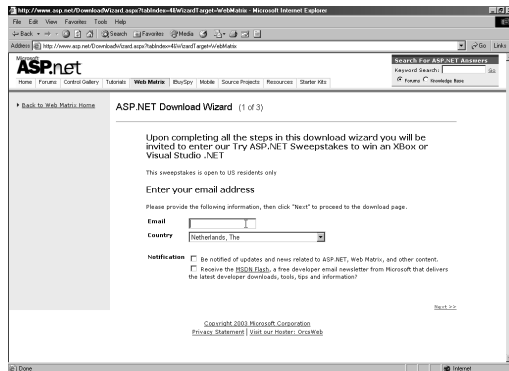 http://www.asp.net/DownloadWizard.aspx?tabIndex=4&WizardTarget=WebMatrix - Microsoft Internet Explorer
File Edit View Favorites Tools Help
Back Search Favorites Media
Address http://www.asp.net/DownloadWizard.aspx?tabIndex=4&WizardTarget=WebMatrix Go Links
Microsoft
ASP.net
Search For ASP.NET Answers
Keyword Search: Go
Forums Knowledge Base
Home Forums Control Gallery Tutorials Web Matrix IBuySpy Mobile Source Projects Resources Starter Kits
Back to Web Matrix Home
ASP.NET Download Wizard (1 of 3)
Upon completing all the steps in this download wizard you will be
invited to enter our Try ASP.NET Sweepstakes to win an XBox or
Visual Studio .NET
This sweepstakes is open to US residents only
Enter your email address
Please provide the following information, then click "Next" to proceed to the download page.
Email
Country Netherlands, The
Notification Be notified of updates and news related to ASP.NET, Web Matrix, and other content.
Receive the MSDN Flash, a free developer email newsletter from Microsoft that delivers
the latest developer downloads, tools, tips and information?
Next >>
Copyright 2003 Microsoft Corporation
Privacy Statement | Visit our Hoster: OrcsWeb
Done Internet